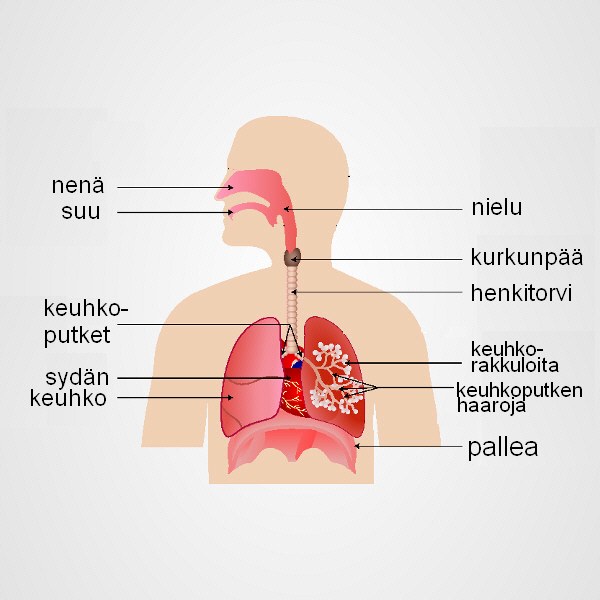 nenä
suu
keuhko-
putket
sydän
keuhko
nielu
kurkunpää
henkitorvi
keuhko-
rakkuloita
keuhkoputken
haaroja
pallea